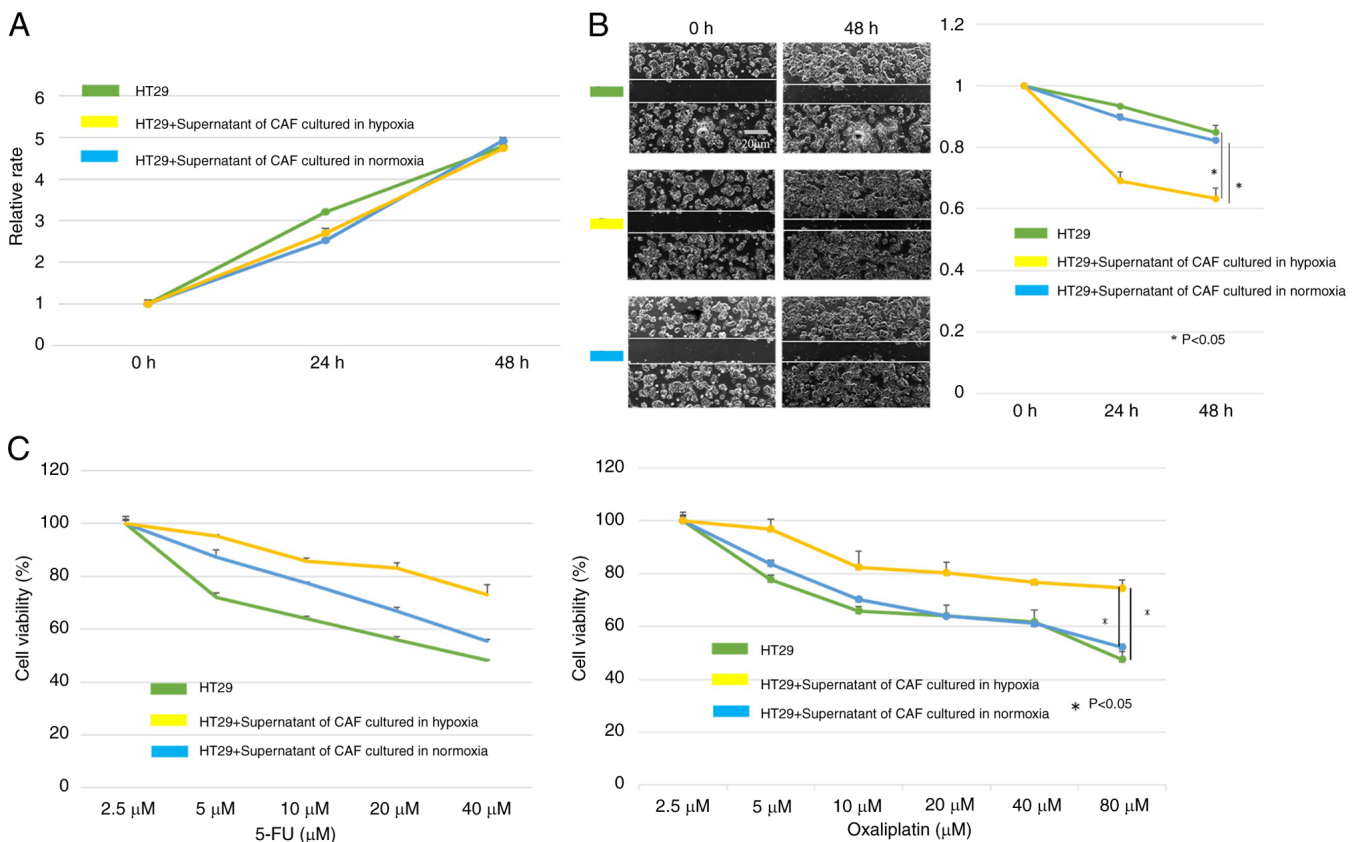 A
HT29
HT29+Supernatant of CAF cultured in hypoxia
HT29+Supernatant of CAF cultured in normoxia
Relative rate
6
5
4
3
2
1
0
0 h
24 h
48 h
B
0 h
48 h
20μm
1.2
1
0.8
0.6
0.4
0.2
0
*
*
HT29
HT29+Supernatant of CAF cultured in hypoxia
HT29+Supernatant of CAF cultured in normoxia
* P<0.05
0 h
24 h
48 h
C
Cell viability (%)
120
100
80
60
40
20
0
HT29
HT29+Supernatant of CAF cultured in hypoxia
HT29+Supernatant of CAF cultured in normoxia
2.5 μM
5 μM
10 μM
20 μM
40 μM
5-FU (μM)
Cell viability (%)
120
100
80
60
40
20
0
*
*
HT29
HT29+Supernatant of CAF cultured in hypoxia
HT29+Supernatant of CAF cultured in normoxia
* P<0.05
2.5 μM
5 μM
10 μM
20 μM
40 μM
80 μM
Oxaliplatin (μM)